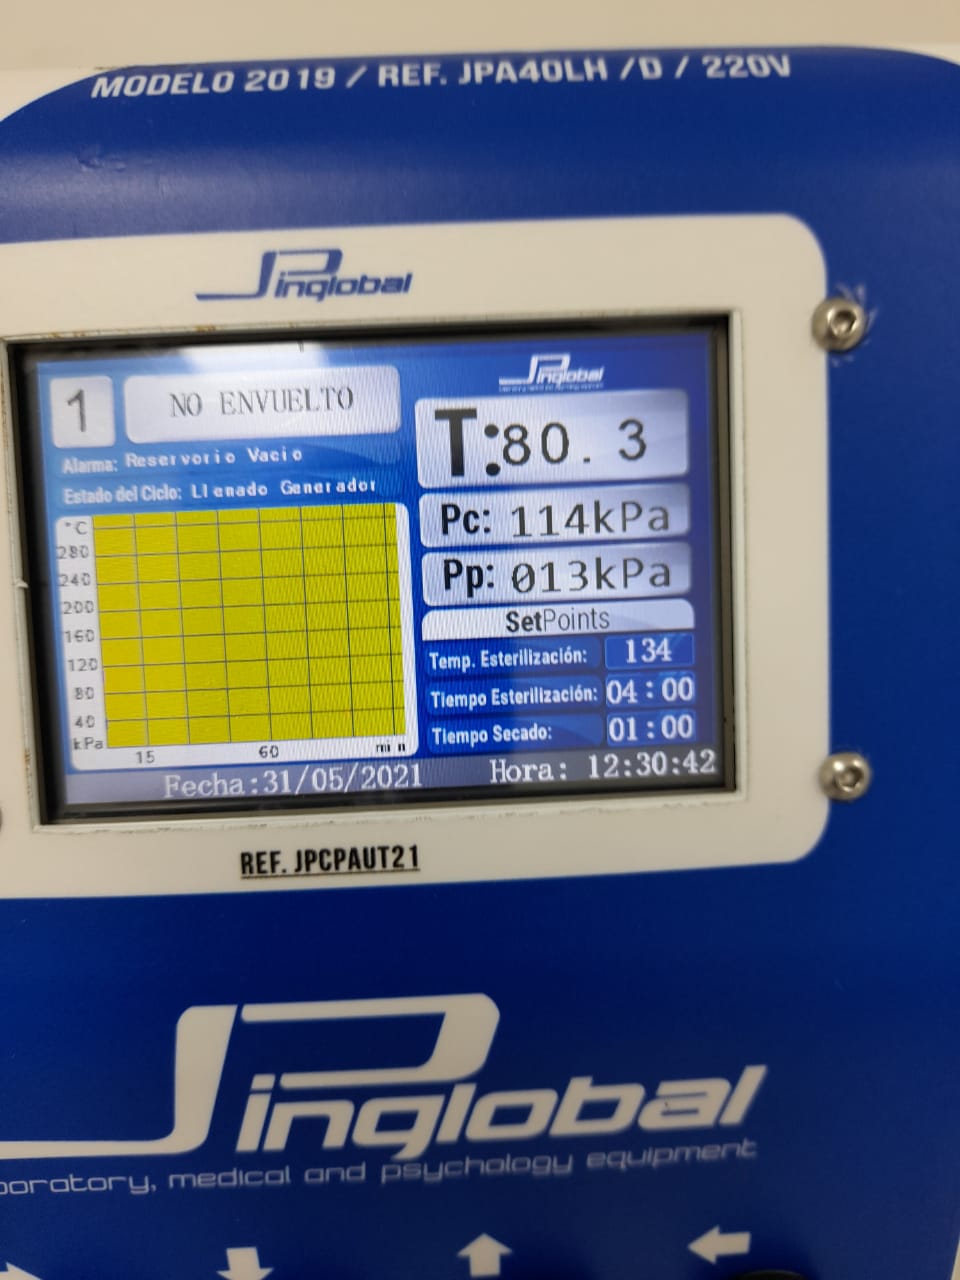 MODELO 2019 / REF. JPA40LH /D / 220V
JPinglobal
JPinglobal
1
NO ENVUELTO
T:80.3
Alarma: Reservorio Vacio
Estado del Ciclo: Llenado Generador
Pc: 114kPa
Pp: 013kPa
SetPoints
Temp. Esterilización: 134
Tiempo Esterilización: 04:00
Tiempo Secado: 01:00
°C
280
240
200
160
120
80
40
kPa
15 60 min
Fecha:31/05/2021 Hora: 12:30:42
REF. JPCPAUT21
JPinglobal
medical and psychology equipment